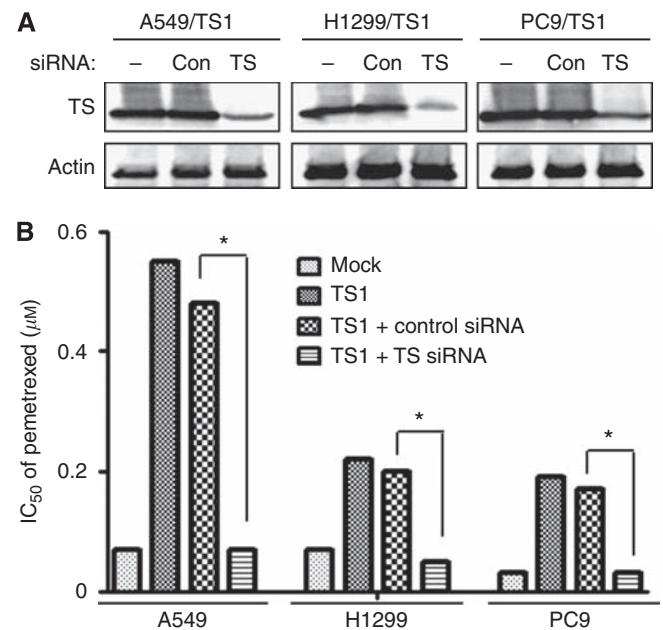 A
A549/TS1 H1299/TS1 PC9/TS1
siRNA: – Con TS – Con TS – Con TS
TS
Actin
B
0.6
0.4
0.2
0
IC50 of pemetrexed (μM)
Mock
TS1
TS1 + control siRNA
TS1 + TS siRNA
*
*
*
A549 H1299 PC9